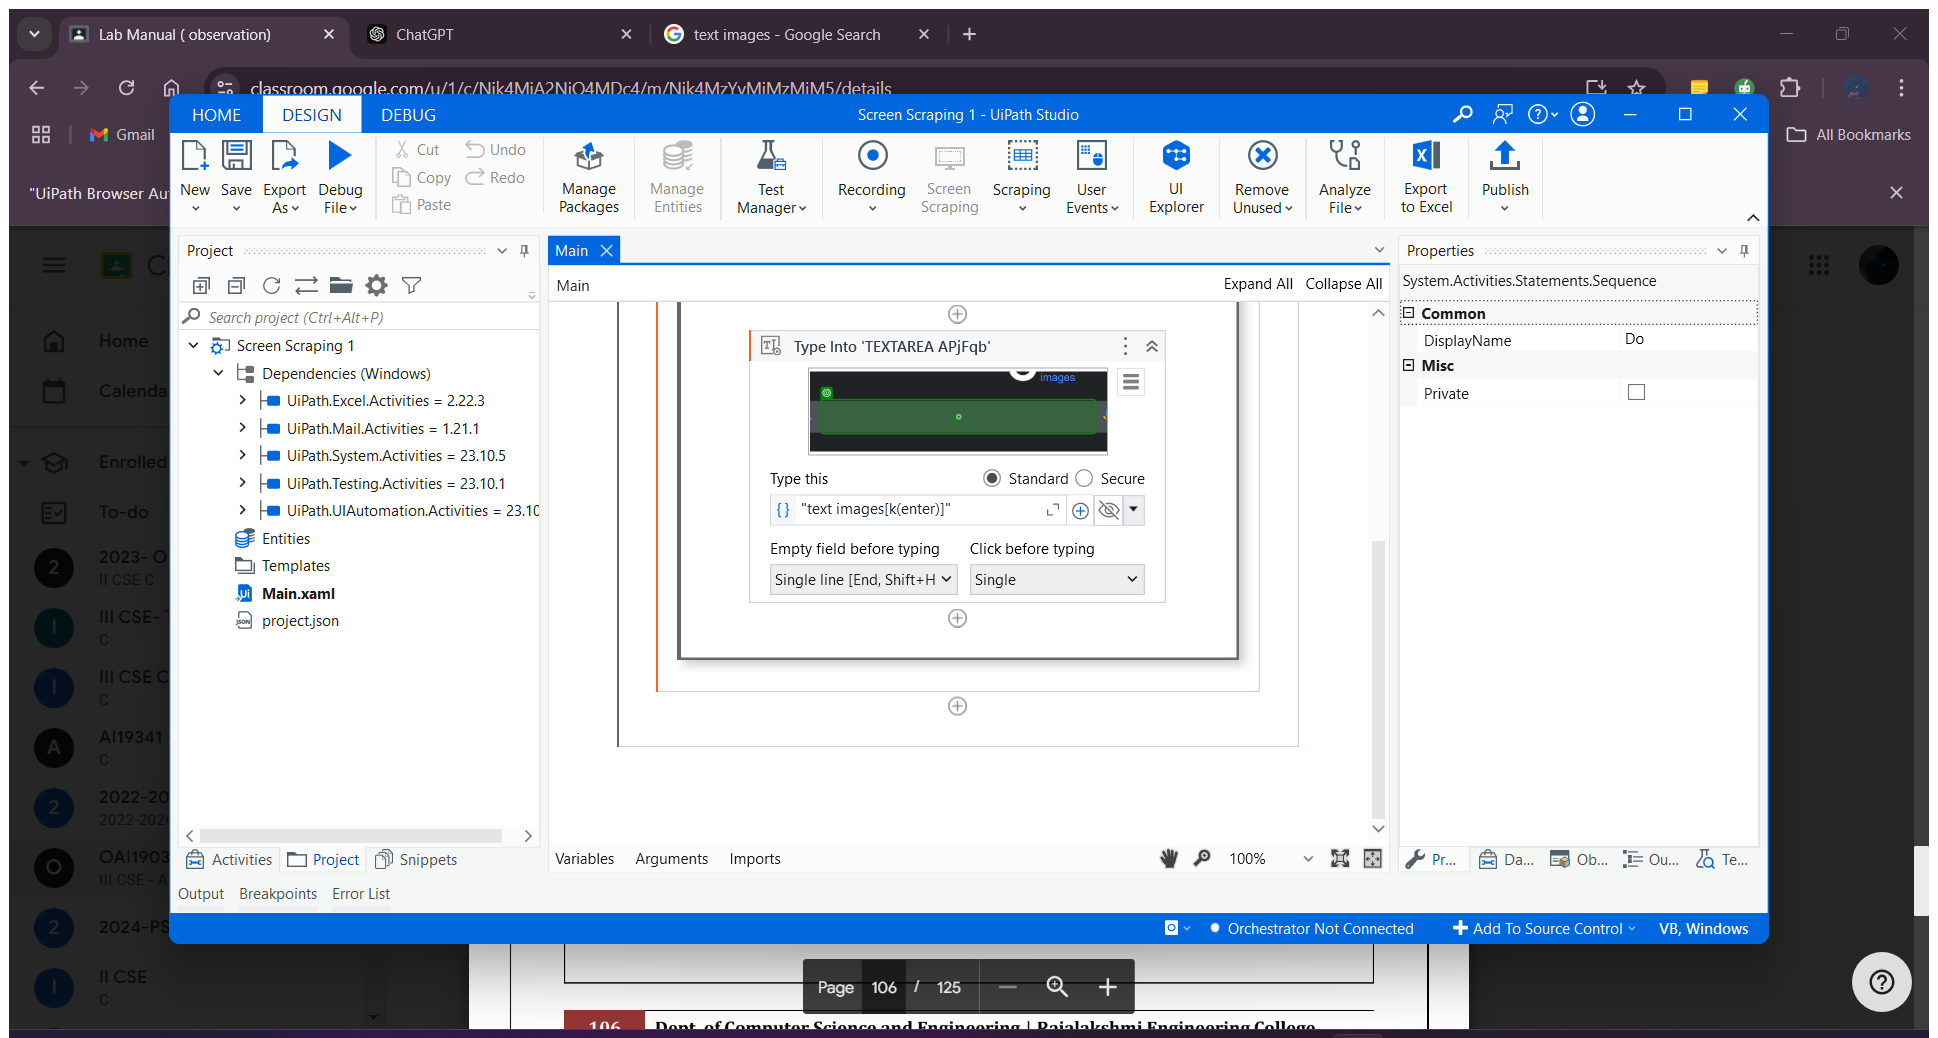 Lab Manual ( observation)
ChatGPT
text images - Google Search
classroom.google.com/u/1/c/Njk4MjA2NjQ4MDc4/m/Njk4MzYyMjMzMjM5/details
Gmail
All Bookmarks
"UiPath Browser Au
HOME
DESIGN
DEBUG
Screen Scraping 1 - UiPath Studio
New
Save
Export As
Debug File
Cut
Copy
Paste
Undo
Redo
Manage Packages
Manage Entities
Test Manager
Recording
Screen Scraping
Scraping
User Events
UI Explorer
Remove Unused
Analyze File
Export to Excel
Publish
Project
Search project (Ctrl+Alt+P)
Screen Scraping 1
Dependencies (Windows)
UiPath.Excel.Activities = 2.22.3
UiPath.Mail.Activities = 1.21.1
UiPath.System.Activities = 23.10.5
UiPath.Testing.Activities = 23.10.1
UiPath.UIAutomation.Activities = 23.10
Entities
Templates
Main.xaml
project.json
Activities
Project
Snippets
Output
Breakpoints
Error List
Main
Main
Expand All
Collapse All
Type Into 'TEXTAREA APjFqb'
images
Type this
Standard
Secure
"text images[k(enter)]"
Empty field before typing
Click before typing
Single line [End, Shift+H
Single
Variables
Arguments
Imports
100%
Properties
System.Activities.Statements.Sequence
Common
DisplayName
Do
Misc
Private
Pr...
Da...
Ob...
Ou...
Te...
Orchestrator Not Connected
Add To Source Control
VB, Windows
C
Home
Calenda
Enrolled
To-do
2
2023- O
II CSE C
I
III CSE- T
C
I
III CSE C
C
A
AI19341
C
2
2022-20
2022-2026
O
OAI1903
III CSE - A
2
2024-PS
I
II CSE
C
Page 106 / 125
106
Dept. of Computer Science and Engineering | Rajalakshmi Engineering College